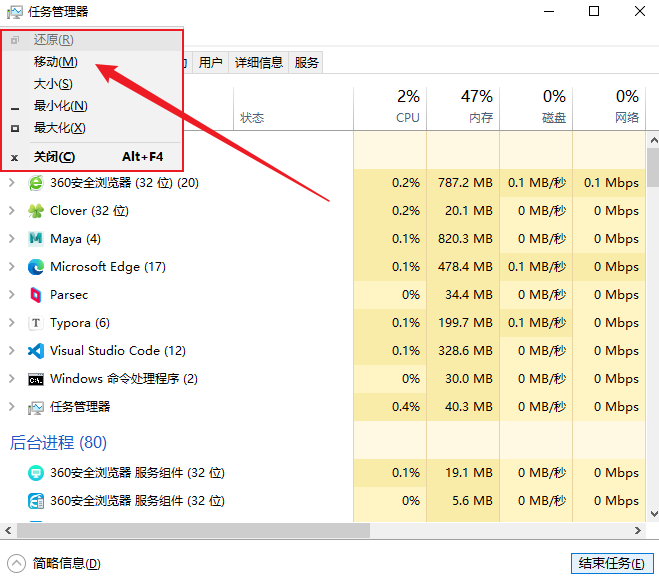 任务管理器
还原(R)
移动(M)
大小(S)
最小化(N)
最大化(X)
关闭(C) Alt+F4
用户 详细信息 服务
2% 47% 0% 0%
状态 CPU 内存 磁盘 网络
360安全浏览器 (32 位) (20) 0.2% 787.2 MB 0.1 MB/秒 0.1 Mbps
Clover (32 位) 0.2% 20.1 MB 0 MB/秒 0 Mbps
Maya (4) 0.1% 820.3 MB 0 MB/秒 0 Mbps
Microsoft Edge (17) 0.1% 478.4 MB 0.1 MB/秒 0 Mbps
Parsec 0% 34.4 MB 0 MB/秒 0 Mbps
Typora (6) 0.1% 199.7 MB 0.1 MB/秒 0 Mbps
Visual Studio Code (12) 0.1% 328.6 MB 0 MB/秒 0 Mbps
Windows 命令处理程序 (2) 0% 30.0 MB 0 MB/秒 0 Mbps
任务管理器 0.4% 40.3 MB 0 MB/秒 0 Mbps
后台进程 (80)
360安全浏览器 服务组件 (32 位) 0.1% 19.1 MB 0 MB/秒 0 Mbps
360安全浏览器 服务组件 (32 位) 0% 5.6 MB 0 MB/秒 0 Mbps
简略信息(D) 结束任务(E)